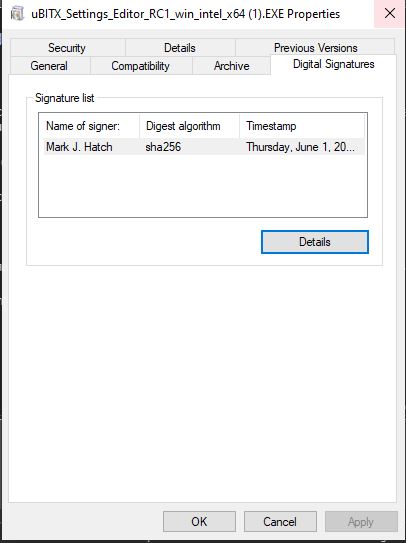 uBITX_Settings_Editor_RC1_win_intel_x64 (1).EXE Properties
Security Details Previous Versions
General Compatibility Archive Digital Signatures
Signature list
Name of signer: Digest algorithm Timestamp
Mark J. Hatch sha256 Thursday, June 1, 20...
Details
OK Cancel Apply